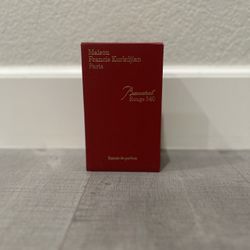 Maison
Francis Kurkdjian
Paris
Baccarat
Rouge 540
Extrait de parfum